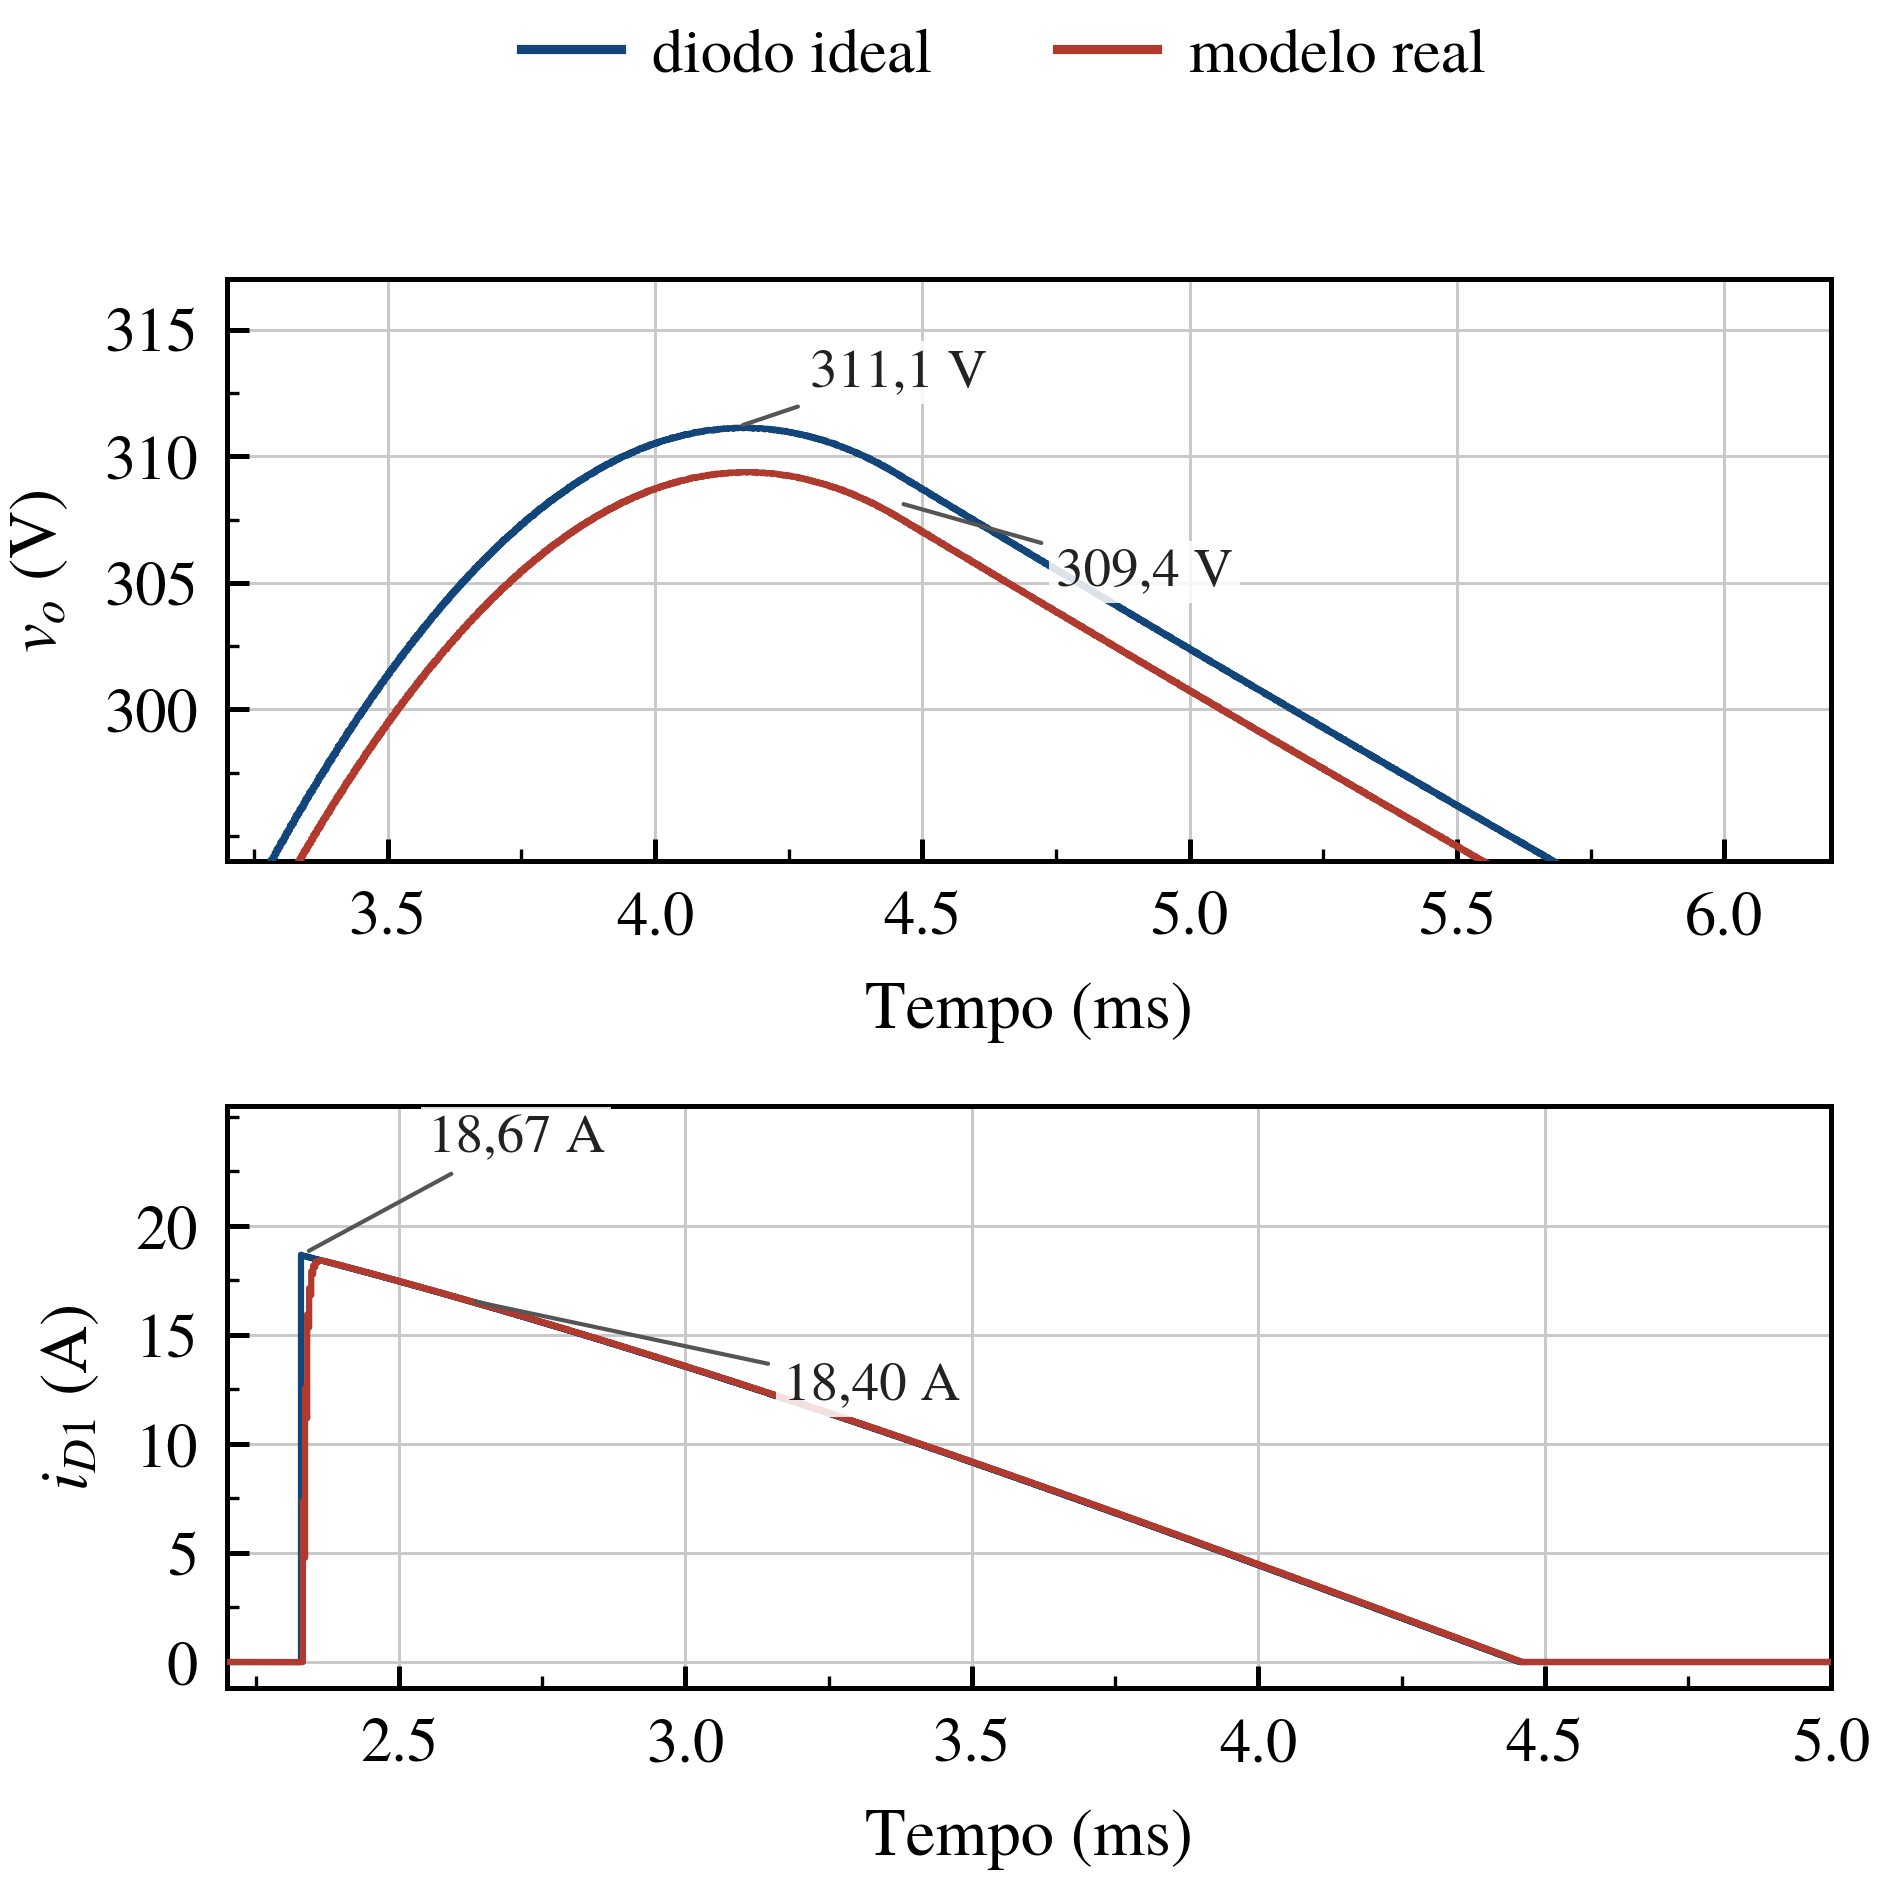 diodo ideal
modelo real
315
310
305
300
311,1 V
309,4 V
v_o (V)
3.5 4.0 4.5 5.0 5.5 6.0
Tempo (ms)
20
15
10
5
0
18,67 A
18,40 A
i_{D1} (A)
2.5 3.0 3.5 4.0 4.5 5.0
Tempo (ms)